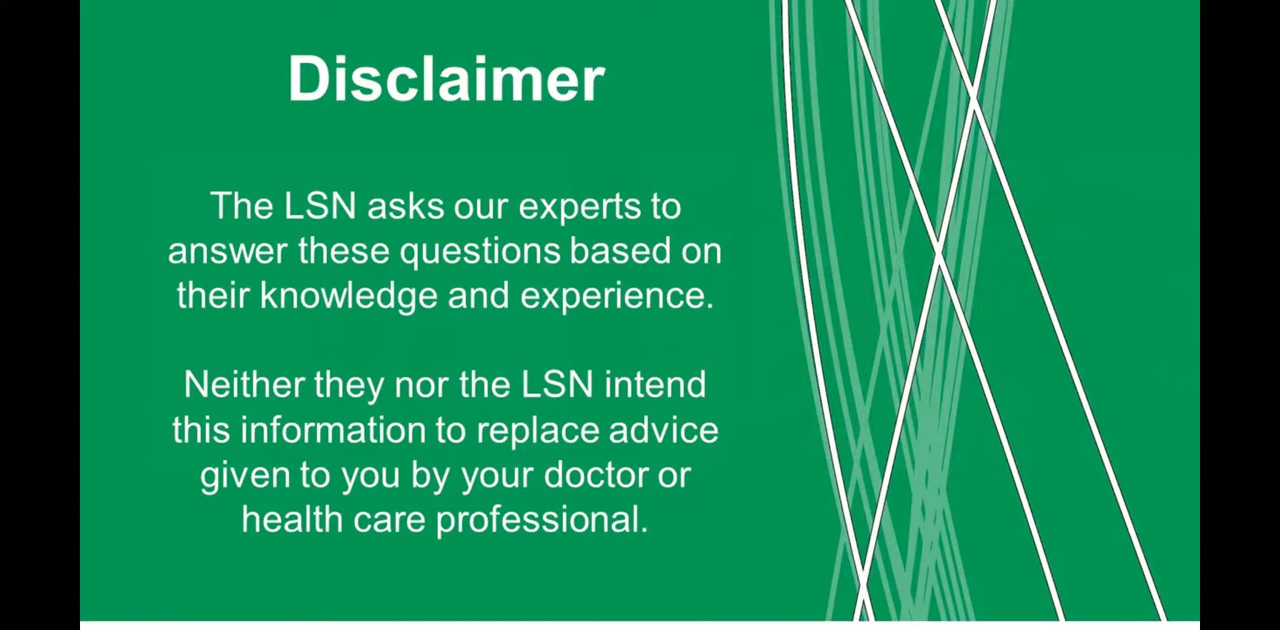 Disclaimer
The LSN asks our experts to
answer these questions based on
their knowledge and experience.
Neither they nor the LSN intend
this information to replace advice
given to you by your doctor or
health care professional.